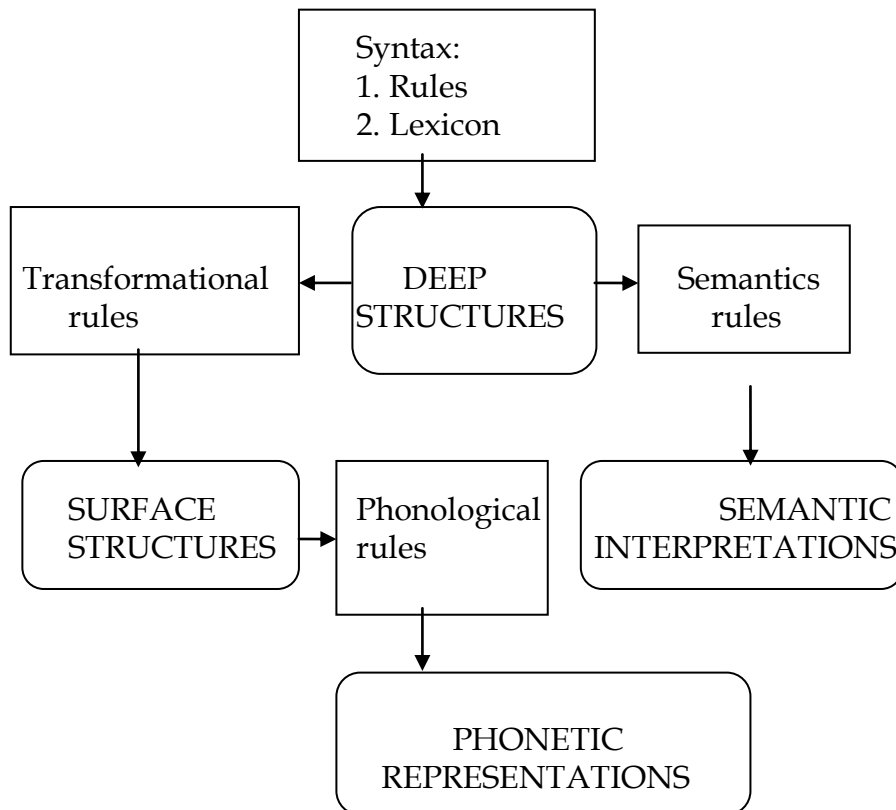 Syntax:
1. Rules
2. Lexicon
Transformational
rules
DEEP
STRUCTURES
Semantics
rules
SURFACE
STRUCTURES
Phonological
rules
SEMANTIC
INTERPRETATIONS
PHONETIC
REPRESENTATIONS